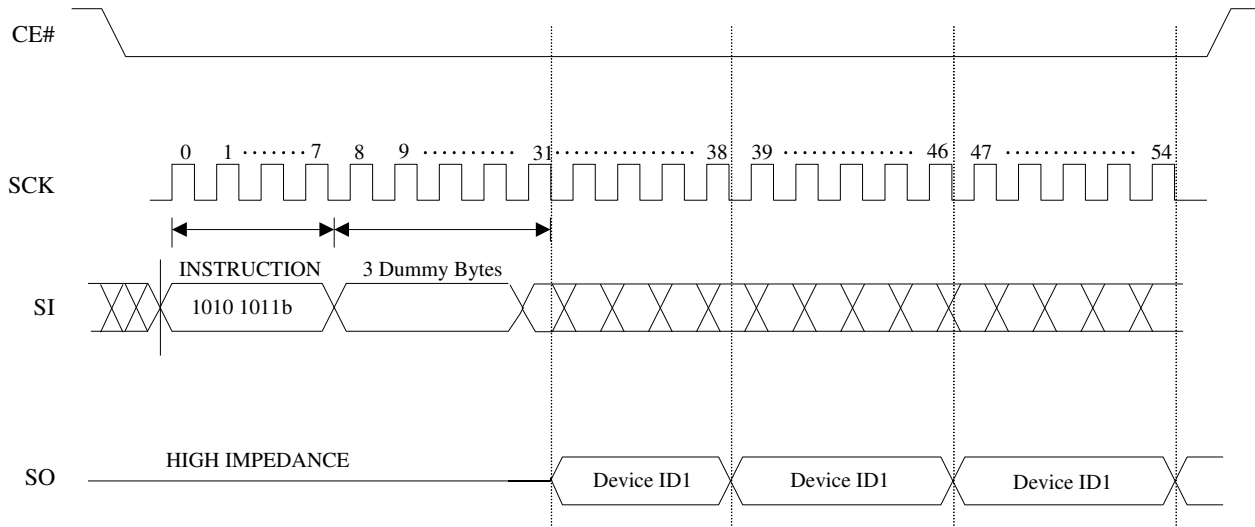 CE#
0 1 ....... 7 8 9 ......... 31 ................ 38 39 ............ 46 47 ............ 54
SCK
INSTRUCTION 3 Dummy Bytes
SI 1010 1011b
HIGH IMPEDANCE
SO Device ID1 Device ID1 Device ID1